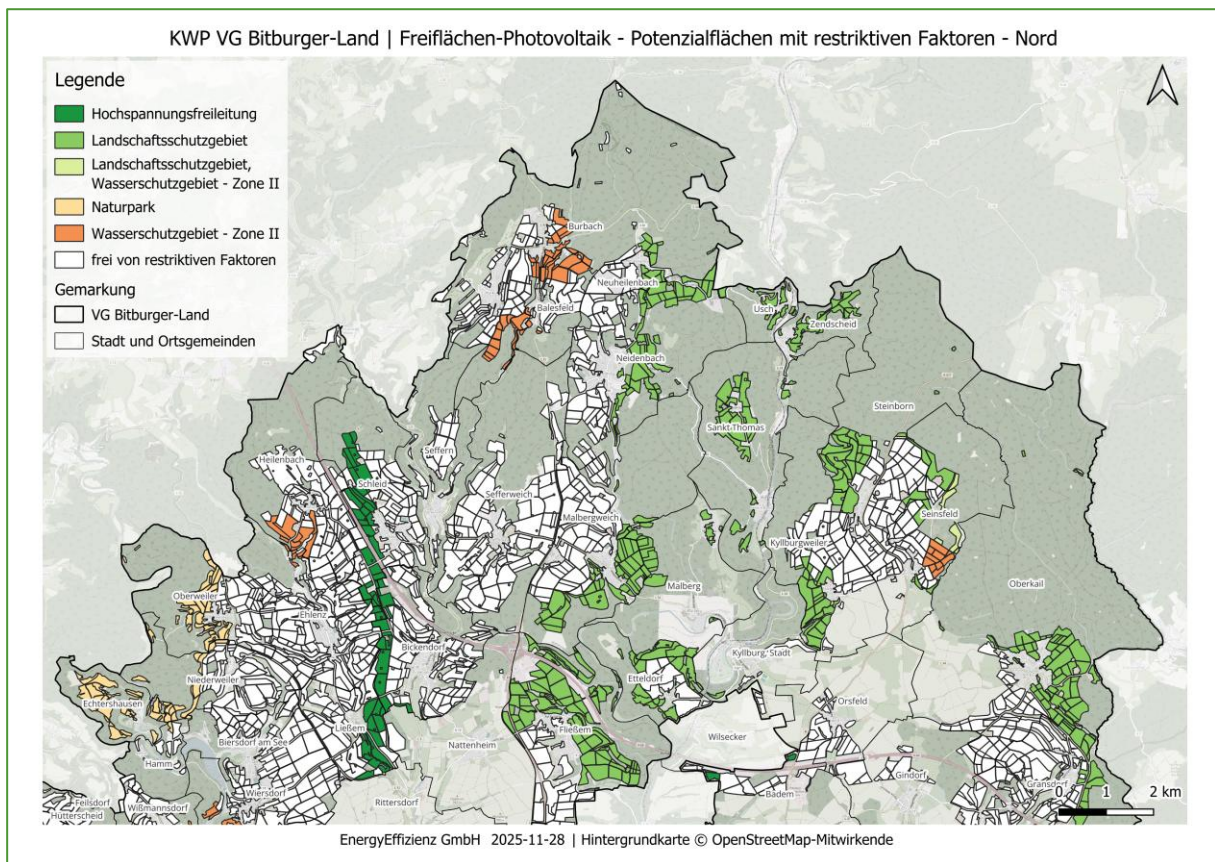 KWP VG Bitburger-Land | Freiflächen-Photovoltaik - Potenzialflächen mit restriktiven Faktoren - Nord
Legende
Hochspannungsfreileitung
Landschaftsschutzgebiet
Landschaftsschutzgebiet,
Wasserschutzgebiet - Zone II
Naturpark
Wasserschutzgebiet - Zone II
frei von restriktiven Faktoren
Gemarkung
VG Bitburger-Land
Stadt und Ortsgemeinden
Burbach
Neuheilenbach
Balesfeld
Usch
Zendscheid
Neidenbach
Steinborn
Sankt Thomas
Seffern
Heilenbach
Schleid
Sefferweich
Malbergweich
Seinsfeld
Kyllburgweiler
Oberkail
Malberg
Oberweiler
Ehlenz
Bickendorf
Kyllburg, Stadt
Niederweiler
Etteldorf
Echtershausen
Orsfeld
Ließem
Fließem
Wilsecker
Biersdorf am See
Nattenheim
Hamm
Gindorf
Wiersdorf
Badem
Gransdorf
Feilsdorf
Rittersdorf
Wißmannsdorf
Hütterscheid
0 1 2 km
EnergyEffizienz GmbH 2025-11-28 | Hintergrundkarte © OpenStreetMap-Mitwirkende